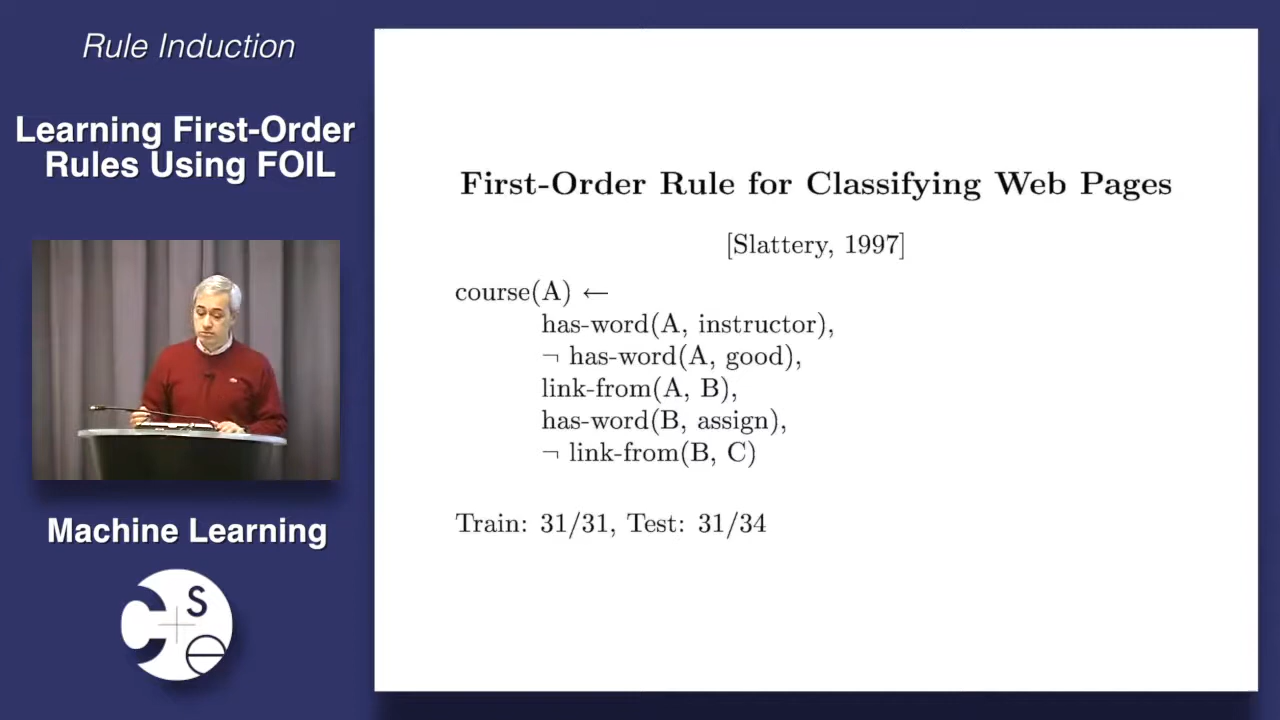 Rule Induction
Learning First-Order
Rules Using FOIL
Machine Learning
C S e
First-Order Rule for Classifying Web Pages
[Slattery, 1997]
course(A) ←
has-word(A, instructor),
¬ has-word(A, good),
link-from(A, B),
has-word(B, assign),
¬ link-from(B, C)
Train: 31/31, Test: 31/34